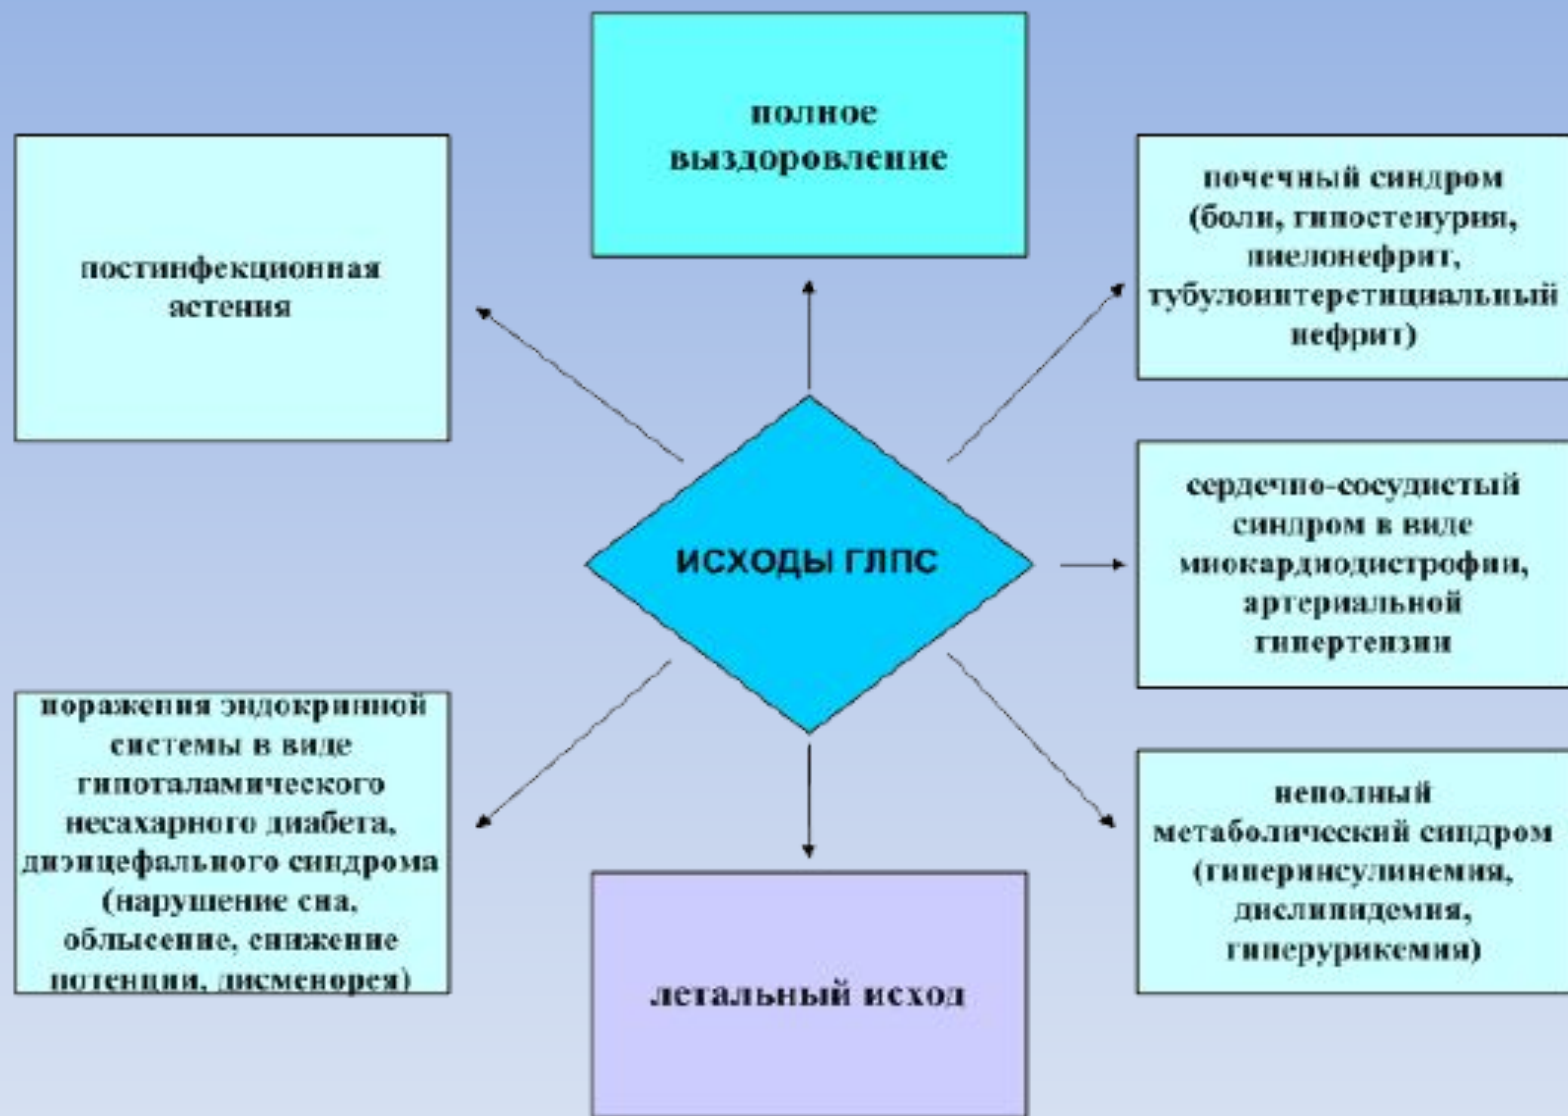 полное
выздоровление
постинфекционная
астения
почечный синдром
(боли, гипостенурия,
пиелонефрит,
тубулоинтерстициальный
нефрит)
ИСХОДЫ ГЛПС
сердечно-сосудистый
синдром в виде
миокардиодистрофии,
артериальной
гипертензии
поражения эндокринной
системы в виде
гипоталамического
несахарного диабета,
диэнцефального синдрома
(нарушение сна,
облысение, снижение
потенции, дисменорея)
неполный
метаболический синдром
(гиперинсулинемия,
дислипидемия,
гиперурикемия)
летальный исход